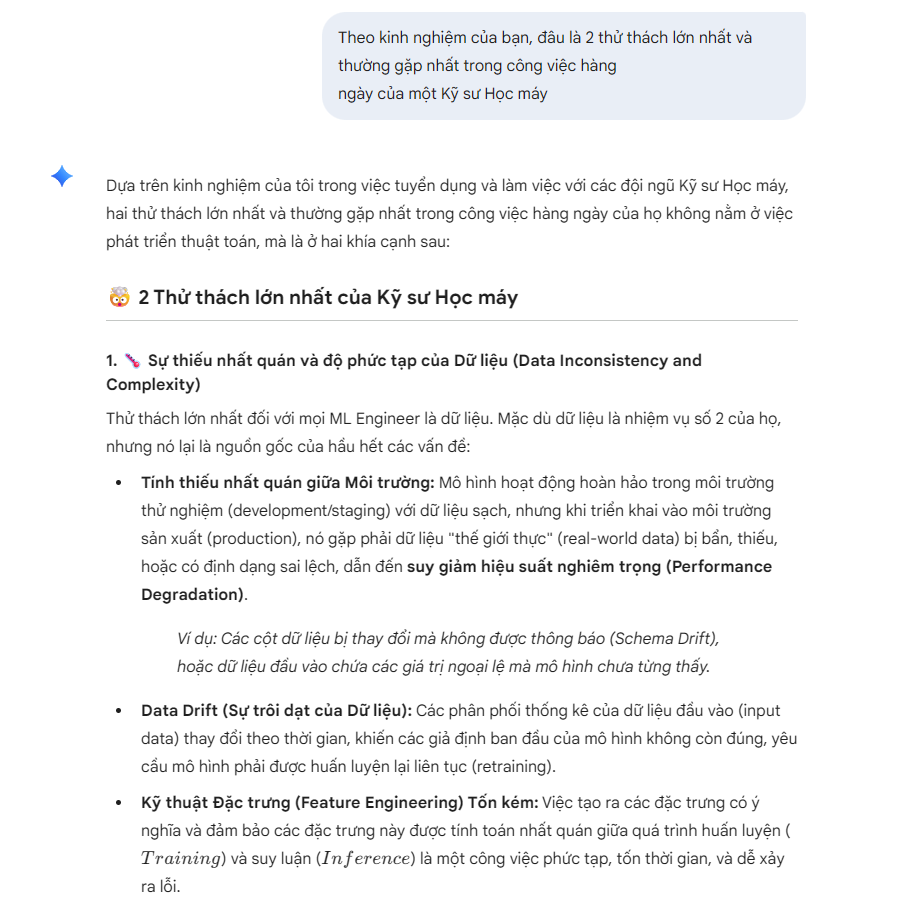 Theo kinh nghiệm của bạn, đâu là 2 thử thách lớn nhất và
thường gặp nhất trong công việc hàng
ngày của một Kỹ sư Học máy
Dựa trên kinh nghiệm của tôi trong việc tuyển dụng và làm việc với các đội ngũ Kỹ sư Học máy,
hai thử thách lớn nhất và thường gặp nhất trong công việc hàng ngày của họ không nằm ở việc
phát triển thuật toán, mà là ở hai khía cạnh sau:
🤯 2 Thử thách lớn nhất của Kỹ sư Học máy
1. 🌡️ Sự thiếu nhất quán và độ phức tạp của Dữ liệu (Data Inconsistency and
Complexity)
Thử thách lớn nhất đối với mọi ML Engineer là dữ liệu. Mặc dù dữ liệu là nhiệm vụ số 2 của họ,
nhưng nó lại là nguồn gốc của hầu hết các vấn đề:
• Tính thiếu nhất quán giữa Môi trường: Mô hình hoạt động hoàn hảo trong môi trường
thử nghiệm (development/staging) với dữ liệu sạch, nhưng khi triển khai vào môi trường
sản xuất (production), nó gặp phải dữ liệu "thế giới thực" (real-world data) bị bẩn, thiếu,
hoặc có định dạng sai lệch, dẫn đến suy giảm hiệu suất nghiêm trọng (Performance
Degradation).
Ví dụ: Các cột dữ liệu bị thay đổi mà không được thông báo (Schema Drift),
hoặc dữ liệu đầu vào chứa các giá trị ngoại lệ mà mô hình chưa từng thấy.
• Data Drift (Sự trôi dạt của Dữ liệu): Các phân phối thống kê của dữ liệu đầu vào (input
data) thay đổi theo thời gian, khiến các giả định ban đầu của mô hình không còn đúng, yêu
cầu mô hình phải được huấn luyện lại liên tục (retraining).
• Kỹ thuật Đặc trưng (Feature Engineering) Tốn kém: Việc tạo ra các đặc trưng có ý
nghĩa và đảm bảo các đặc trưng này được tính toán nhất quán giữa quá trình huấn luyện (
Training) và suy luận (Inference) là một công việc phức tạp, tốn thời gian, và dễ xảy
ra lỗi.